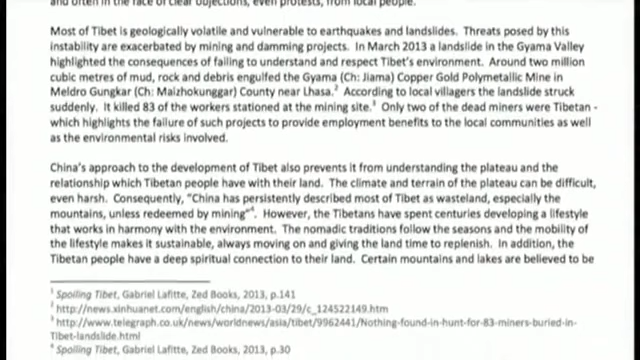 and often in the face of clear objections, even protests, from local people.
Most of Tibet is geologically volatile and vulnerable to earthquakes and landslides. Threats posed by this
instability are exacerbated by mining and damming projects. In March 2013 a landslide in the Gyama Valley
highlighted the consequences of failing to understand and respect Tibet's environment. Around two million
cubic metres of mud, rock and debris engulfed the Gyama (Ch: Jiama) Copper Gold Polymetallic Mine in
Meldro Gungkar (Ch: Maizhokunggar) County near Lhasa.2 According to local villagers the landslide struck
suddenly. It killed 83 of the workers stationed at the mining site.3 Only two of the dead miners were Tibetan -
which highlights the failure of such projects to provide employment benefits to the local communities as well
as the environmental risks involved.
China's approach to the development of Tibet also prevents it from understanding the plateau and the
relationship which Tibetan people have with their land. The climate and terrain of the plateau can be difficult,
even harsh. Consequently, "China has persistently described most of Tibet as wasteland, especially the
mountains, unless redeemed by mining"4. However, the Tibetans have spent centuries developing a lifestyle
that works in harmony with the environment. The nomadic traditions follow the seasons and the mobility of
the lifestyle makes it sustainable, always moving on and giving the land time to replenish. In addition, the
Tibetan people have a deep spiritual connection to their land. Certain mountains and lakes are believed to be
1 Spoiling Tibet, Gabriel Lafitte, Zed Books, 2013, p.141
2 http://news.xinhuanet.com/english/china/2013-03/29/c_124522149.htm
3 http://www.telegraph.co.uk/news/worldnews/asia/tibet/9962441/Nothing-found-in-hunt-for-83-miners-buried-in-
Tibet-landslide.html
4 Spoiling Tibet, Gabriel Lafitte, Zed Books, 2013, p.30